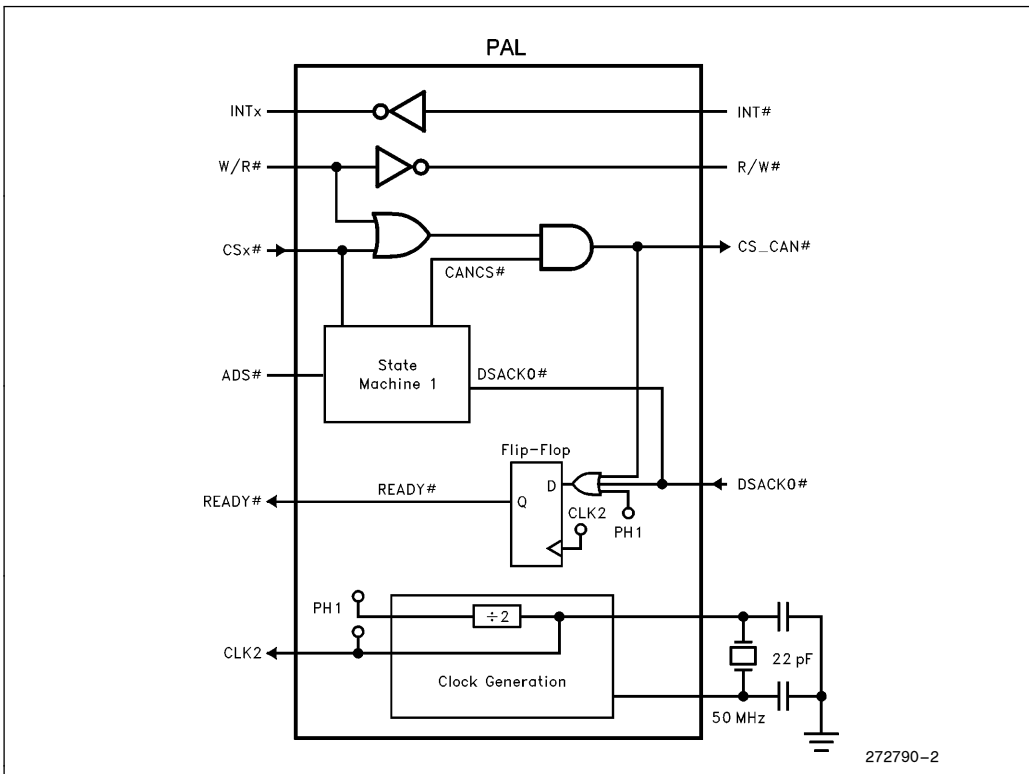 PAL
INTx
INT#
W/R#
R/W#
CSx#
CS_CAN#
CANCS#
ADS#
State
Machine 1
DSACK0#
Flip-Flop
READY#
READY#
Q
D
DSACK0#
CLK2
PH1
PH1
÷2
CLK2
Clock Generation
22 pF
50 MHz
272790-2